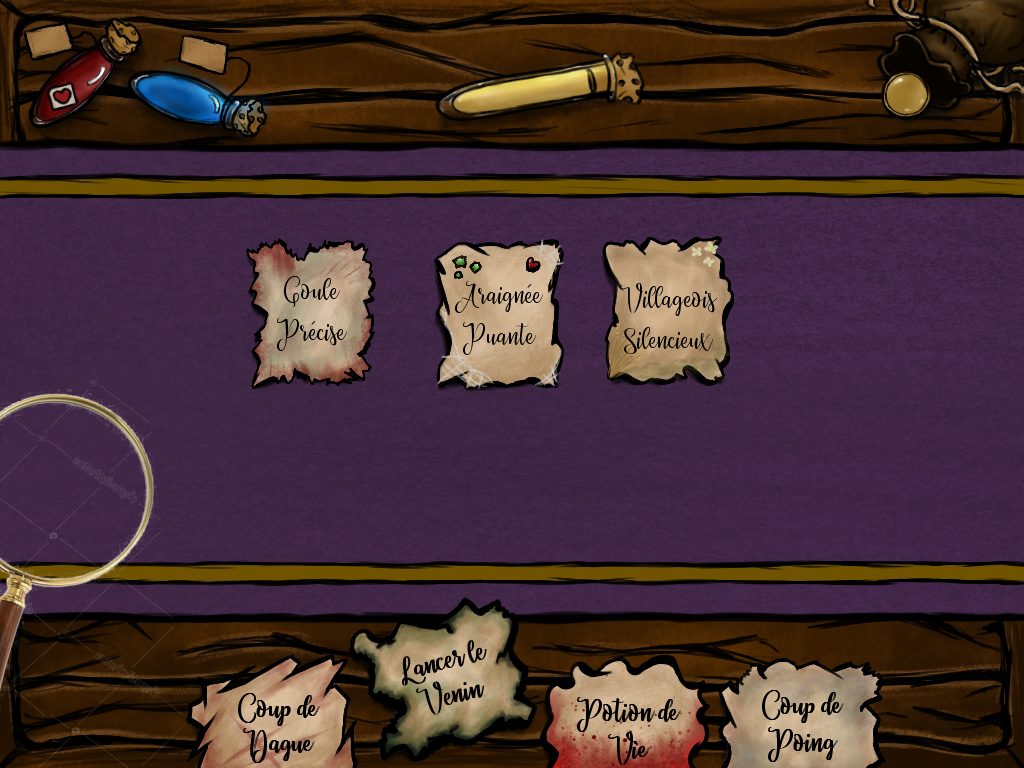 Goule
Précise
Araignée
Puante
Villageois
Silencieux
Lancer le
Venin
Coup de
Dague
Potion de
Vie
Coup de
Poing